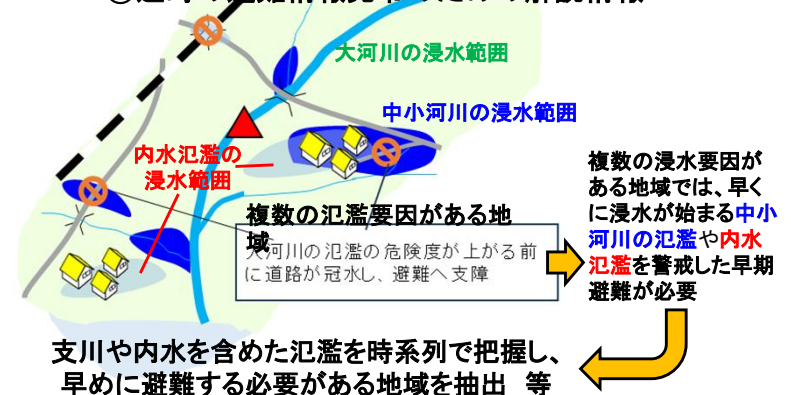 大河川の浸水範囲
中小河川の浸水範囲
内水氾濫の
浸水範囲
複数の氾濫要因がある地
域
大河川の氾濫の危険度が上がる前
に道路が冠水し、避難へ支障
複数の浸水要因が
ある地域では、早く
に浸水が始まる中小
河川の氾濫や内水
氾濫を警戒した早期
避難が必要
支川や内水を含めた氾濫を時系列で把握し、
早めに避難する必要がある地域を抽出　等